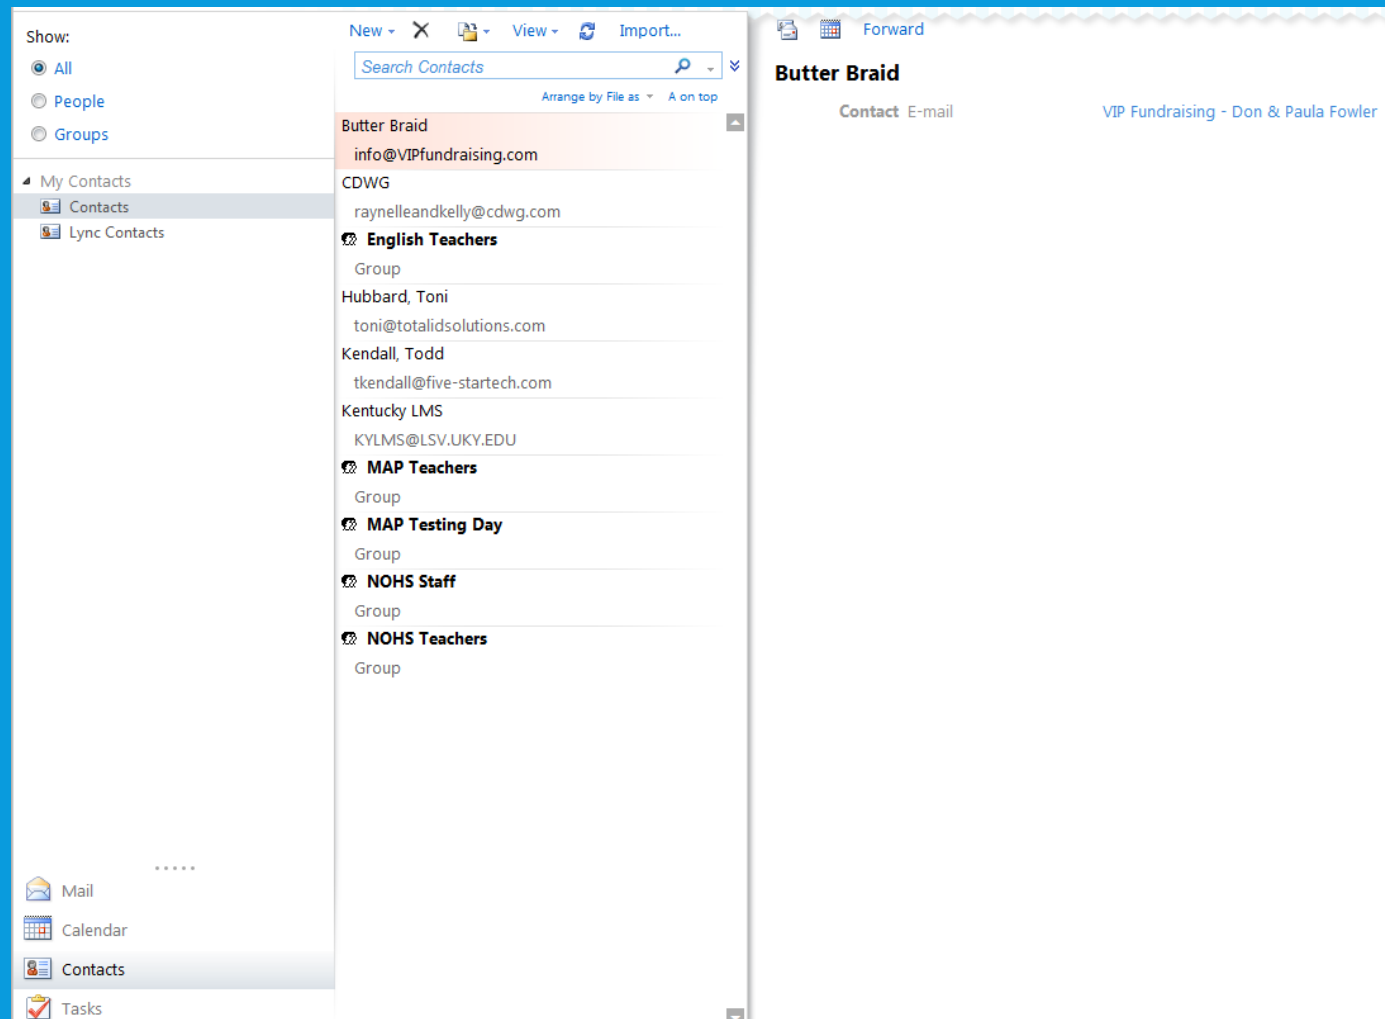 Show:
All
People
Groups
My Contacts
Contacts
Lync Contacts
Mail
Calendar
Contacts
Tasks
New View Import...
Search Contacts
Arrange by File as A on top
Butter Braid
info@VIPfundraising.com
CDWG
raynelleandkelly@cdwg.com
English Teachers
Group
Hubbard, Toni
toni@totalidsolutions.com
Kendall, Todd
tkendall@five-startech.com
Kentucky LMS
KYLMS@LSV.UKY.EDU
MAP Teachers
Group
MAP Testing Day
Group
NOHS Staff
Group
NOHS Teachers
Group
Forward
Butter Braid
Contact E-mail VIP Fundraising - Don & Paula Fowler